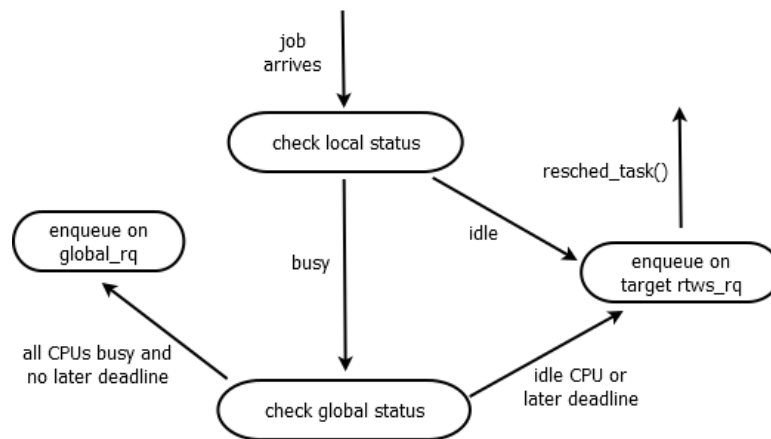 job
arrives
check local status
resched_task()
enqueue on
global_rq
idle
busy
enqueue on
target rtws_rq
all CPUs busy and
no later deadline
idle CPU or
later deadline
check global status